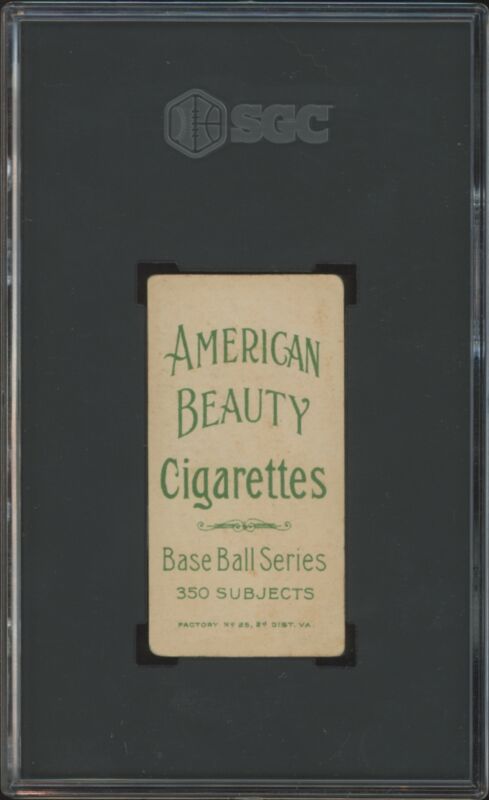 SGC
AMERICAN
BEAUTY
Cigarettes
Base Ball Series
350 SUBJECTS
FACTORY Nº 25, 2d DIST. VA.